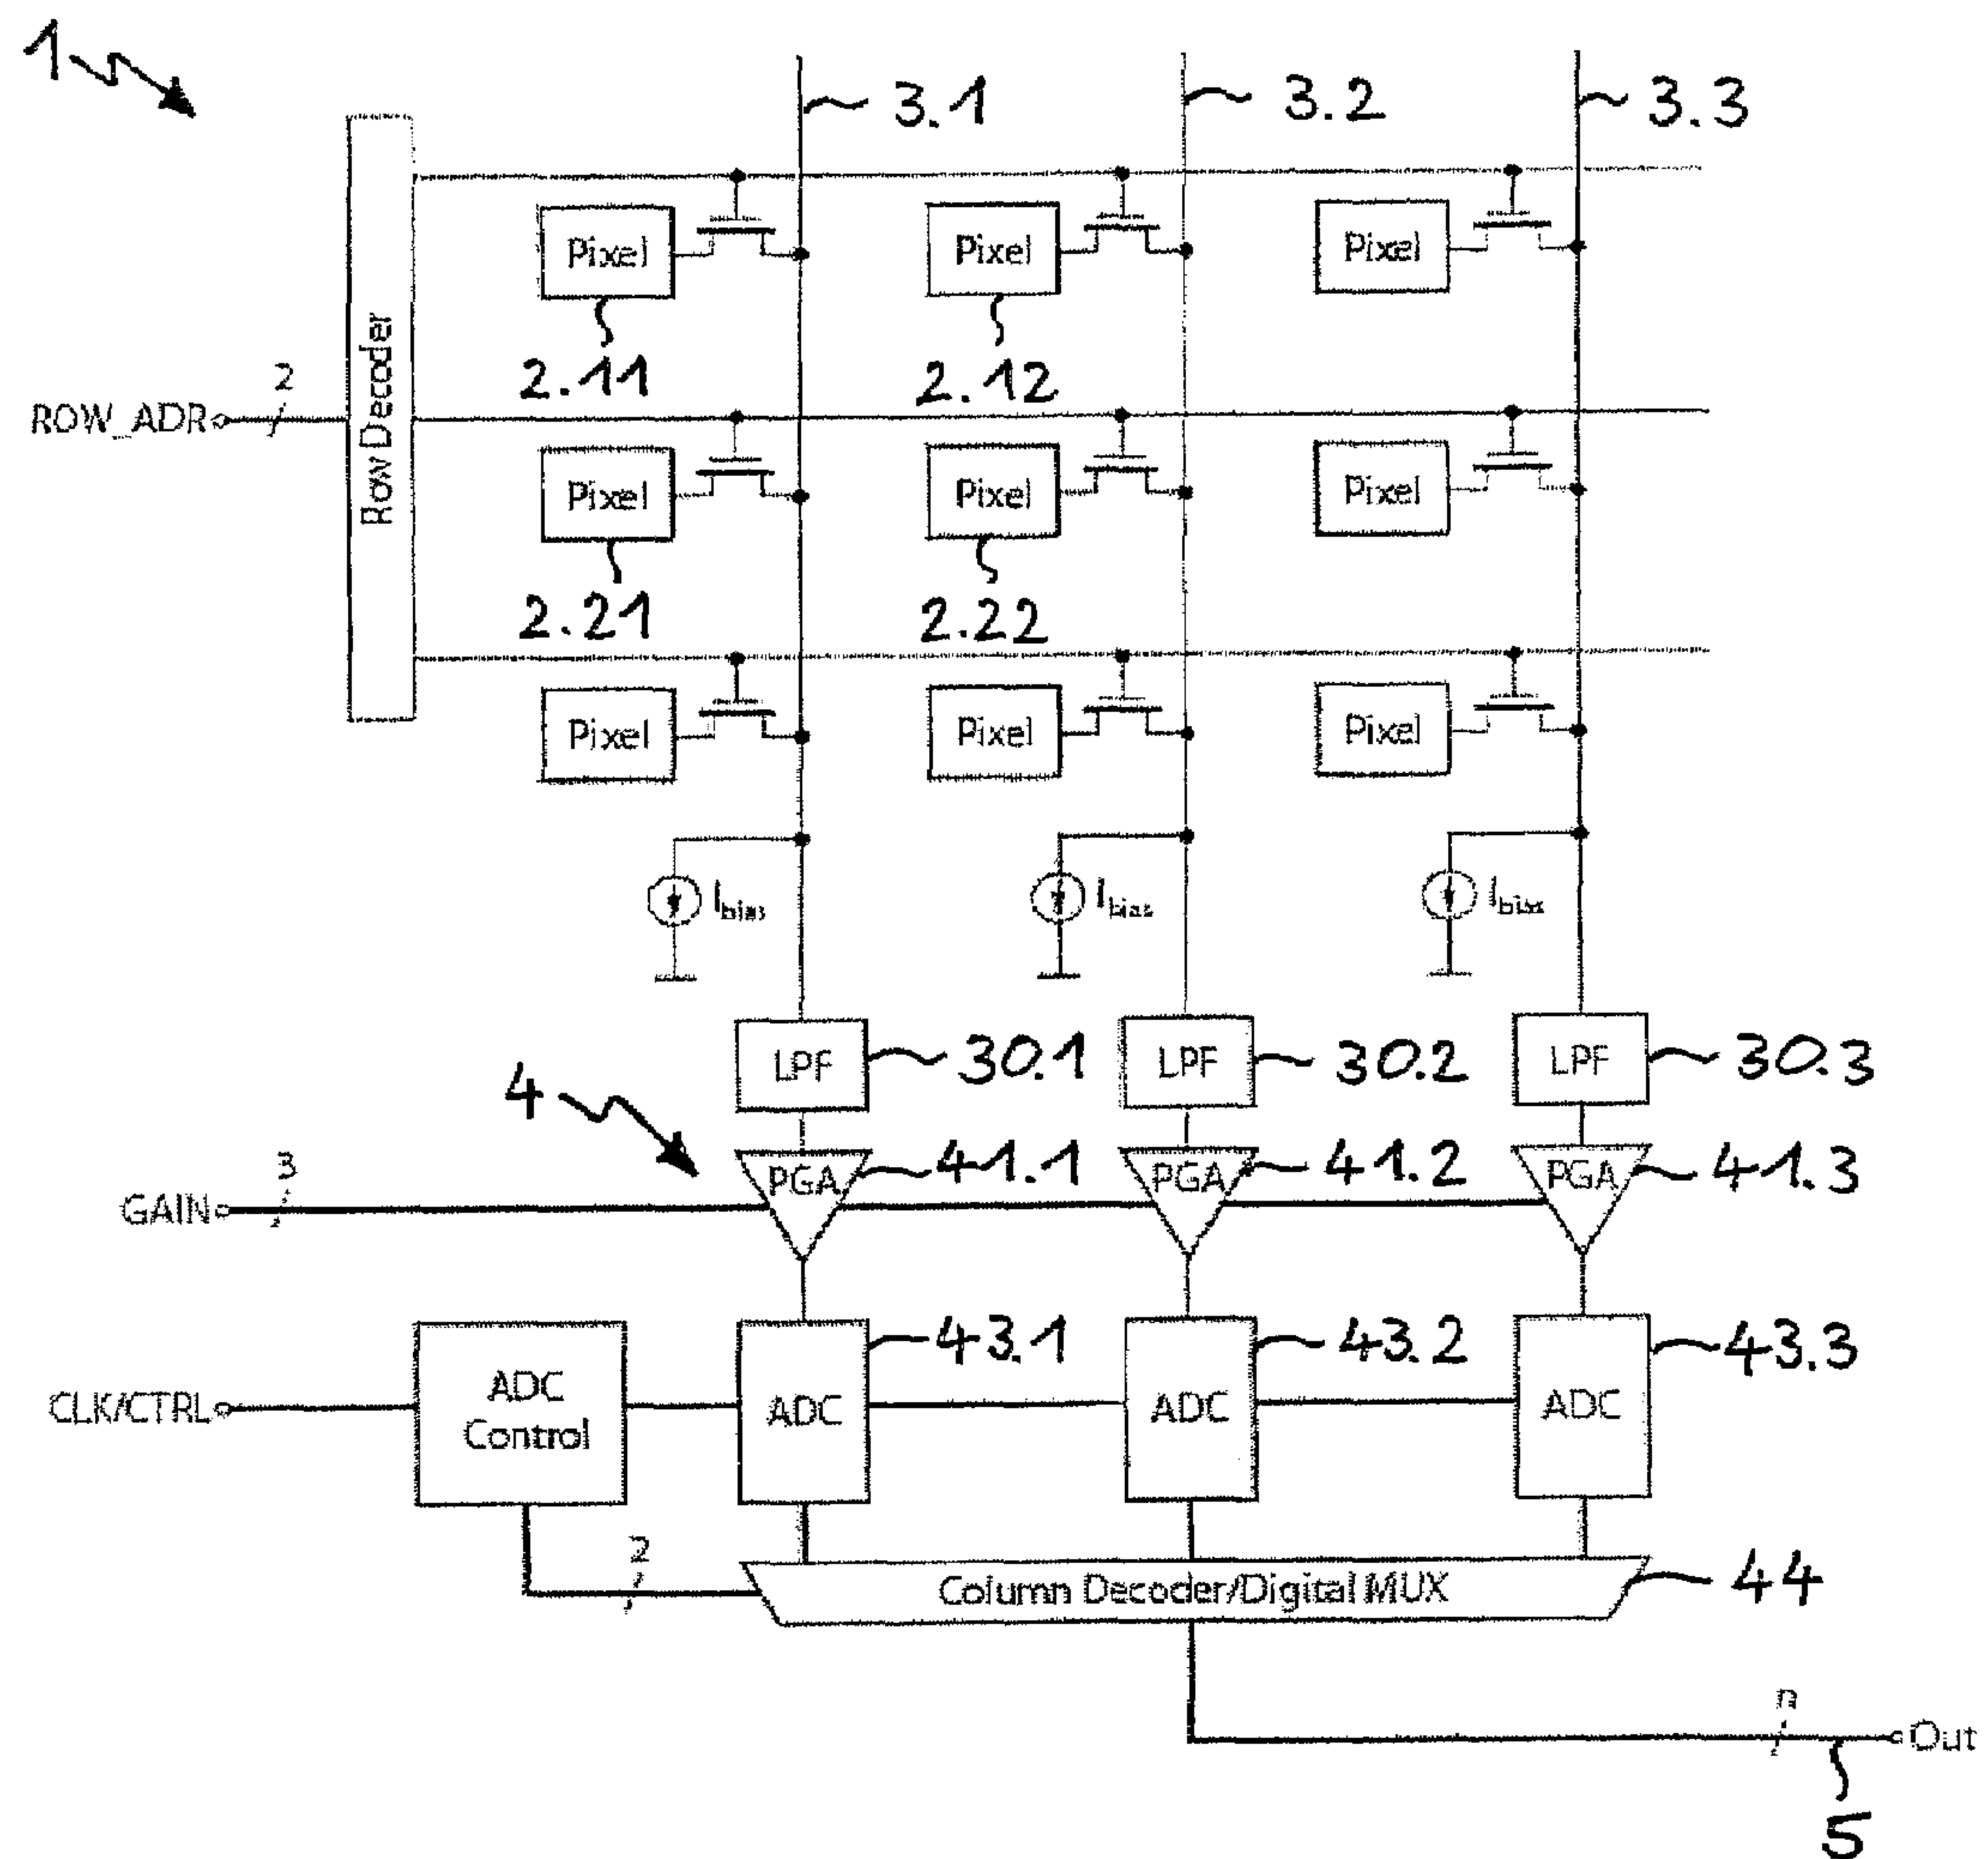 1
3.1
3.2
3.3
Pixel
Pixel
Pixel
2.11
2.12
Row Decoder
2
ROW_ADR
Pixel
Pixel
Pixel
2.21
2.22
Pixel
Pixel
Pixel
Ibias
Ibias
Ibias
LPF
30.1
LPF
30.2
LPF
30.3
4
PGA
41.1
PGA
41.2
PGA
41.3
3
GAIN
43.1
43.2
43.3
CLK/CTRL
ADC
Control
ADC
ADC
ADC
2
Column Decoder/Digital MUX
44
n
Out
5